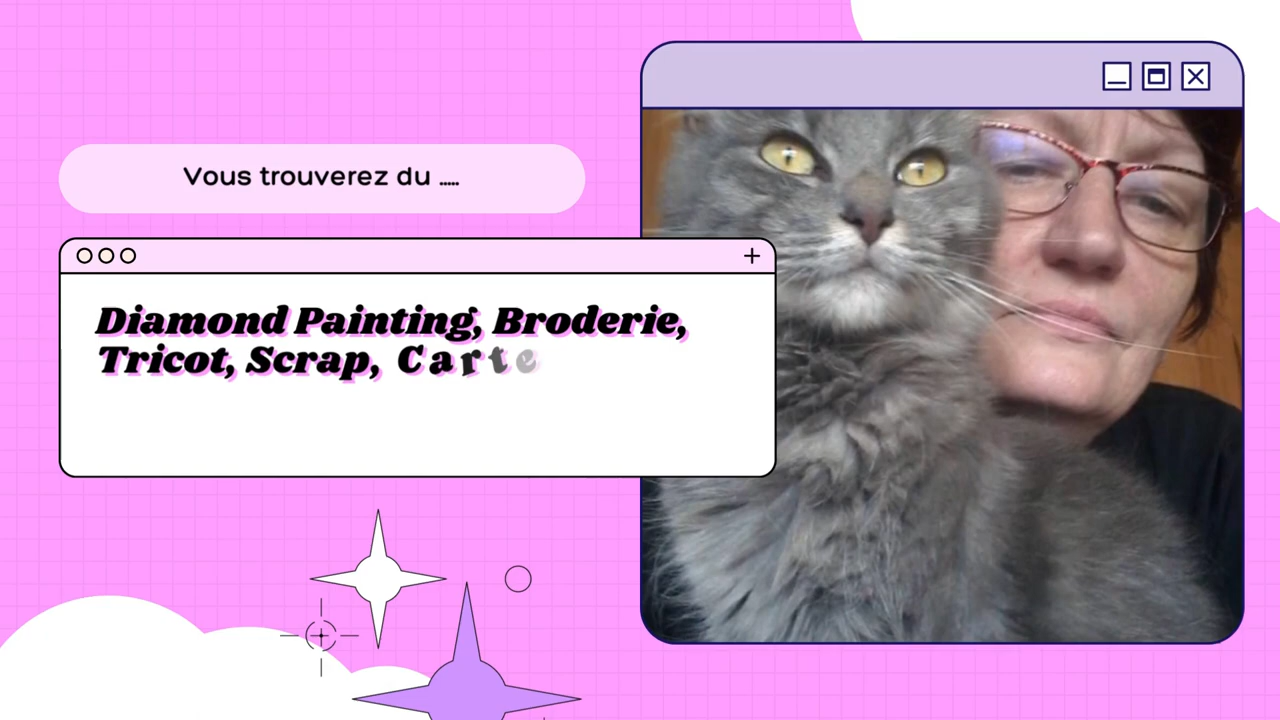 Vous trouverez du .....
Diamond Painting, Broderie,
Tricot, Scrap, Carte